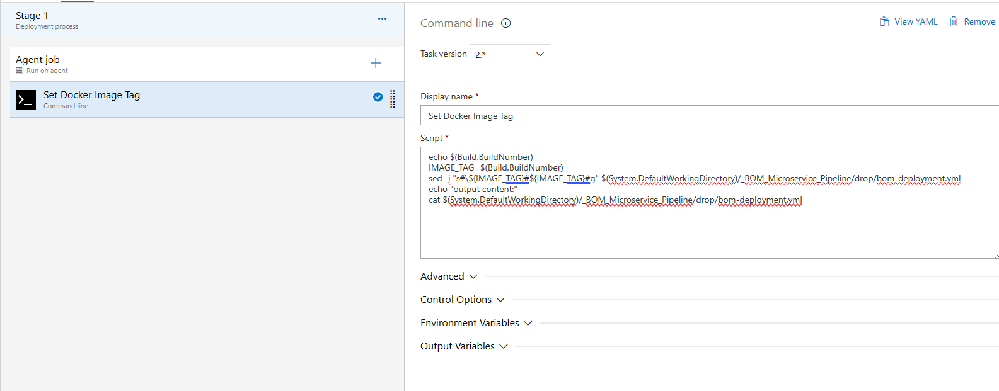 Stage 1
Deployment process
Agent job
Run on agent
Set Docker Image Tag
Command line
Command line
View YAML
Remove
Task version
2.*
Display name *
Set Docker Image Tag
Script *
echo $(Build.BuildNumber)
IMAGE_TAG=$(Build.BuildNumber)
sed -i "s#\${IMAGE_TAG}#${IMAGE_TAG}#g" $(System.DefaultWorkingDirectory)/_BOM_Microservice_Pipeline/drop/bom-deployment.yml
echo "output content:"
cat $(System.DefaultWorkingDirectory)/_BOM_Microservice_Pipeline/drop/bom-deployment.yml
Advanced
Control Options
Environment Variables
Output Variables